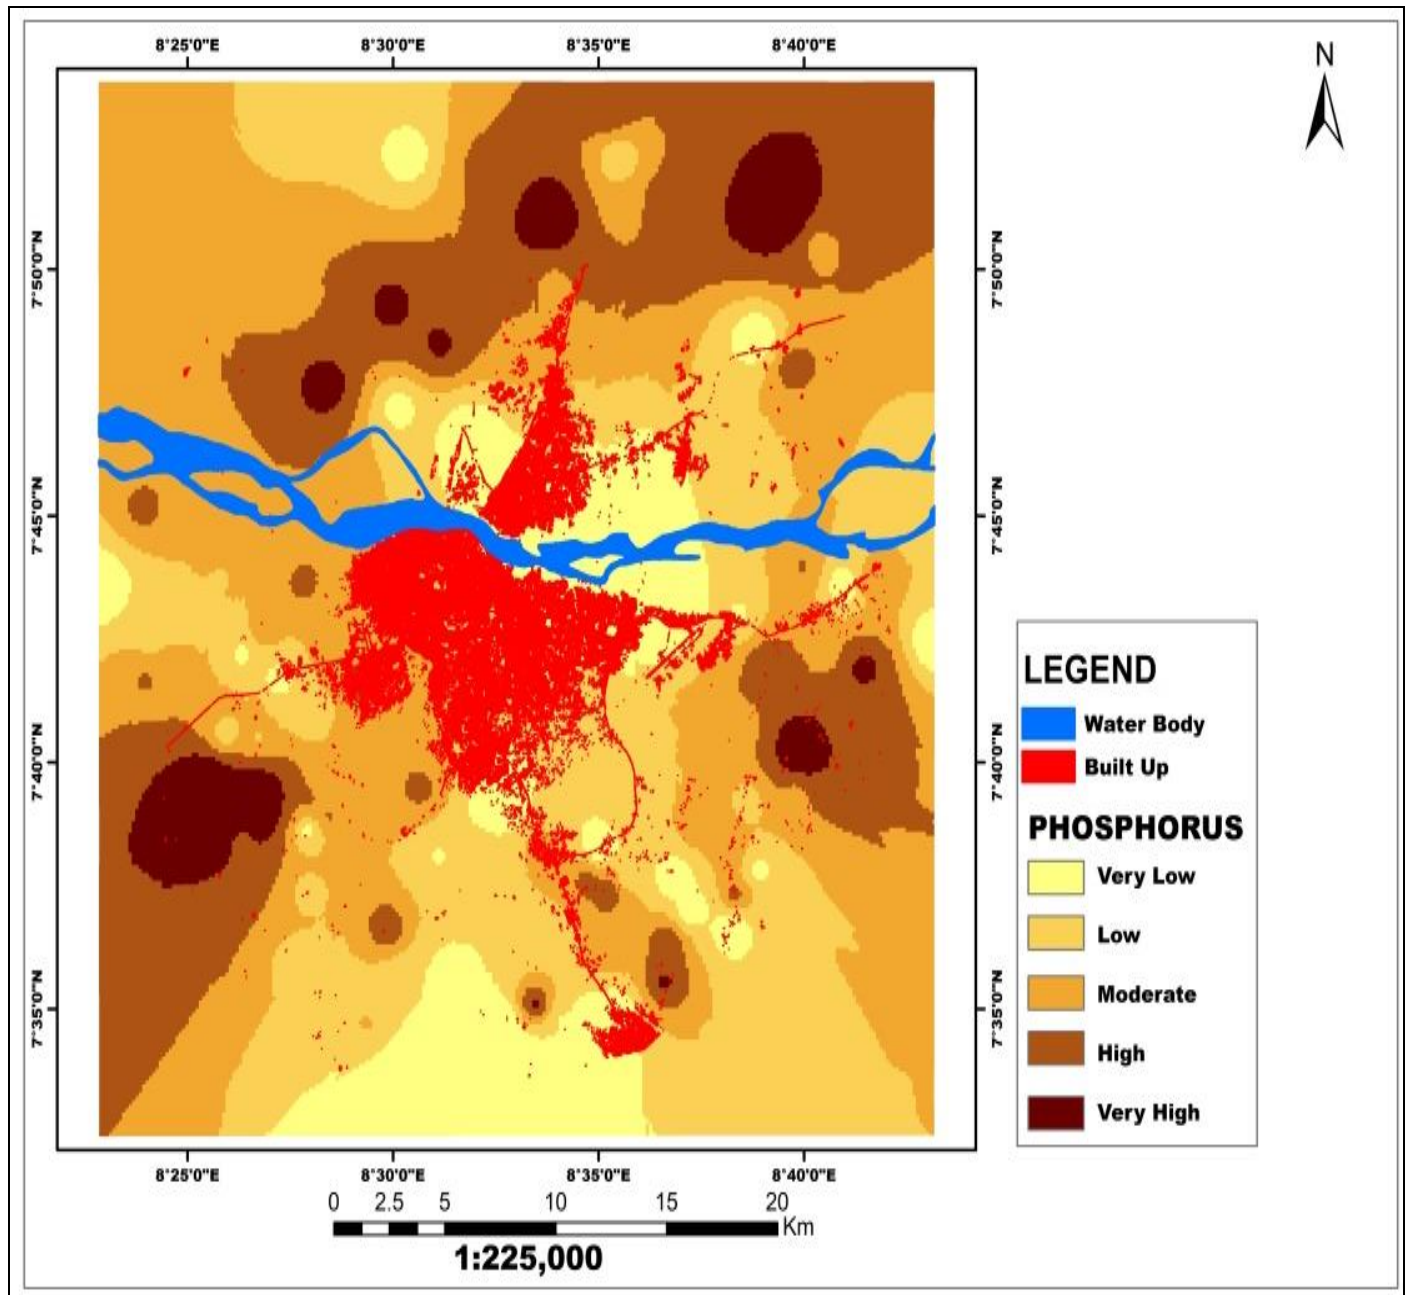 8°25'0"E 8°30'0"E 8°35'0"E 8°40'0"E
N
7°50'0"N 7°50'0"N
7°45'0"N 7°45'0"N
7°40'0"N 7°40'0"N
7°35'0"N 7°35'0"N
LEGEND
Water Body
Built Up
PHOSPHORUS
Very Low
Low
Moderate
High
Very High
8°25'0"E 8°30'0"E 8°35'0"E 8°40'0"E
0 2.5 5 10 15 20
Km
1:225,000